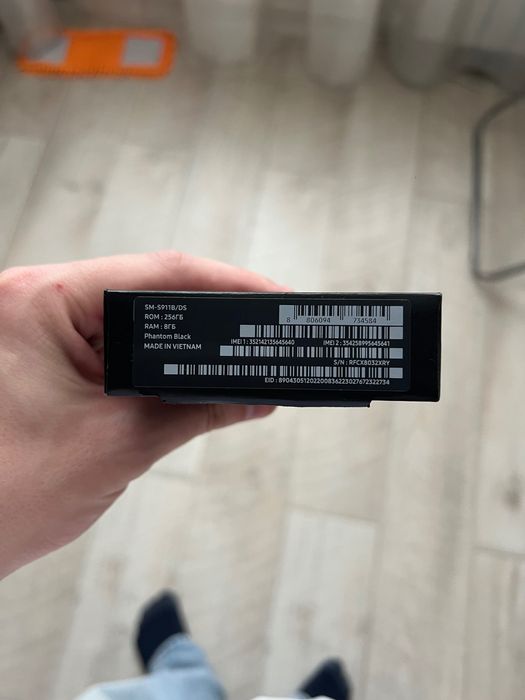 SM-S911B/DS
ROM : 256ГБ
RAM : 8ГБ
Phantom Black
MADE IN VIETNAM
8 806094 734584
IMEI 1 : 352142135645640 IMEI 2 : 354258995645641
S/N : RFCX8032XRY
EID : 89043051202200836223027672322734